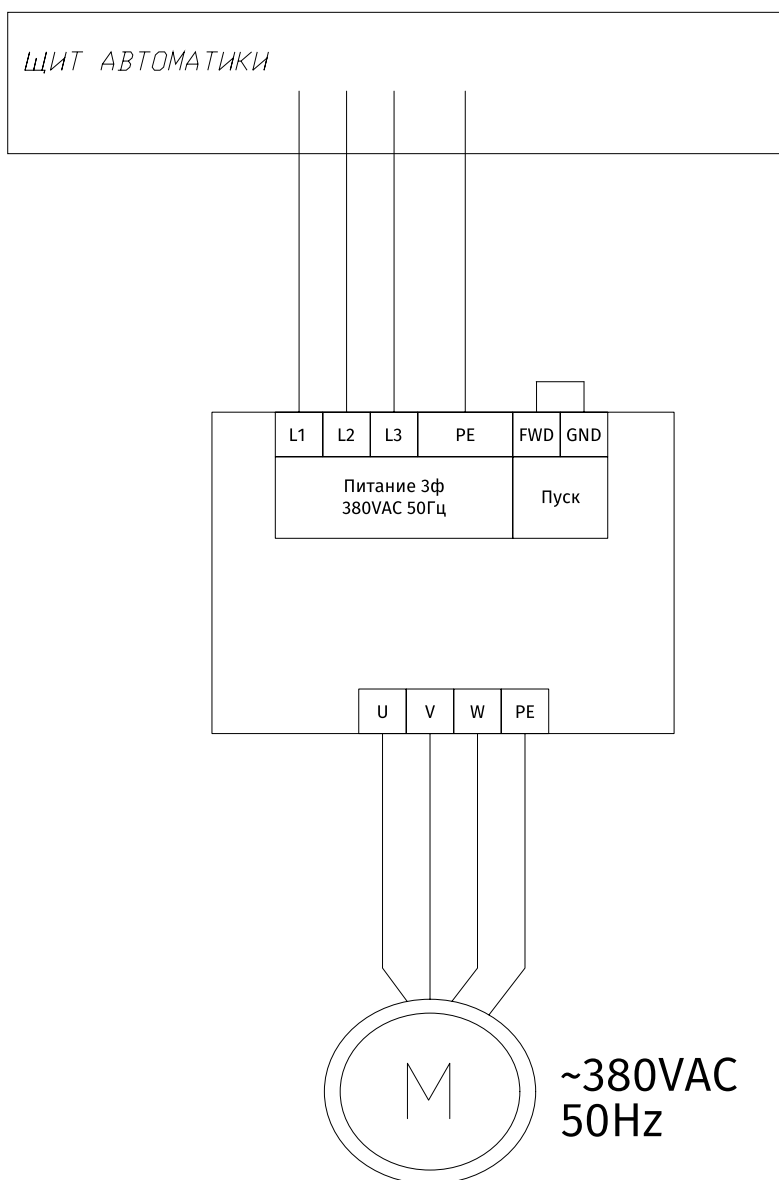 ЩИТ АВТОМАТИКИ
L1 L2 L3 PE FWD GND
Питание 3ф
380VAC 50Гц
Пуск
U V W PE
M
~380VAC
50Hz